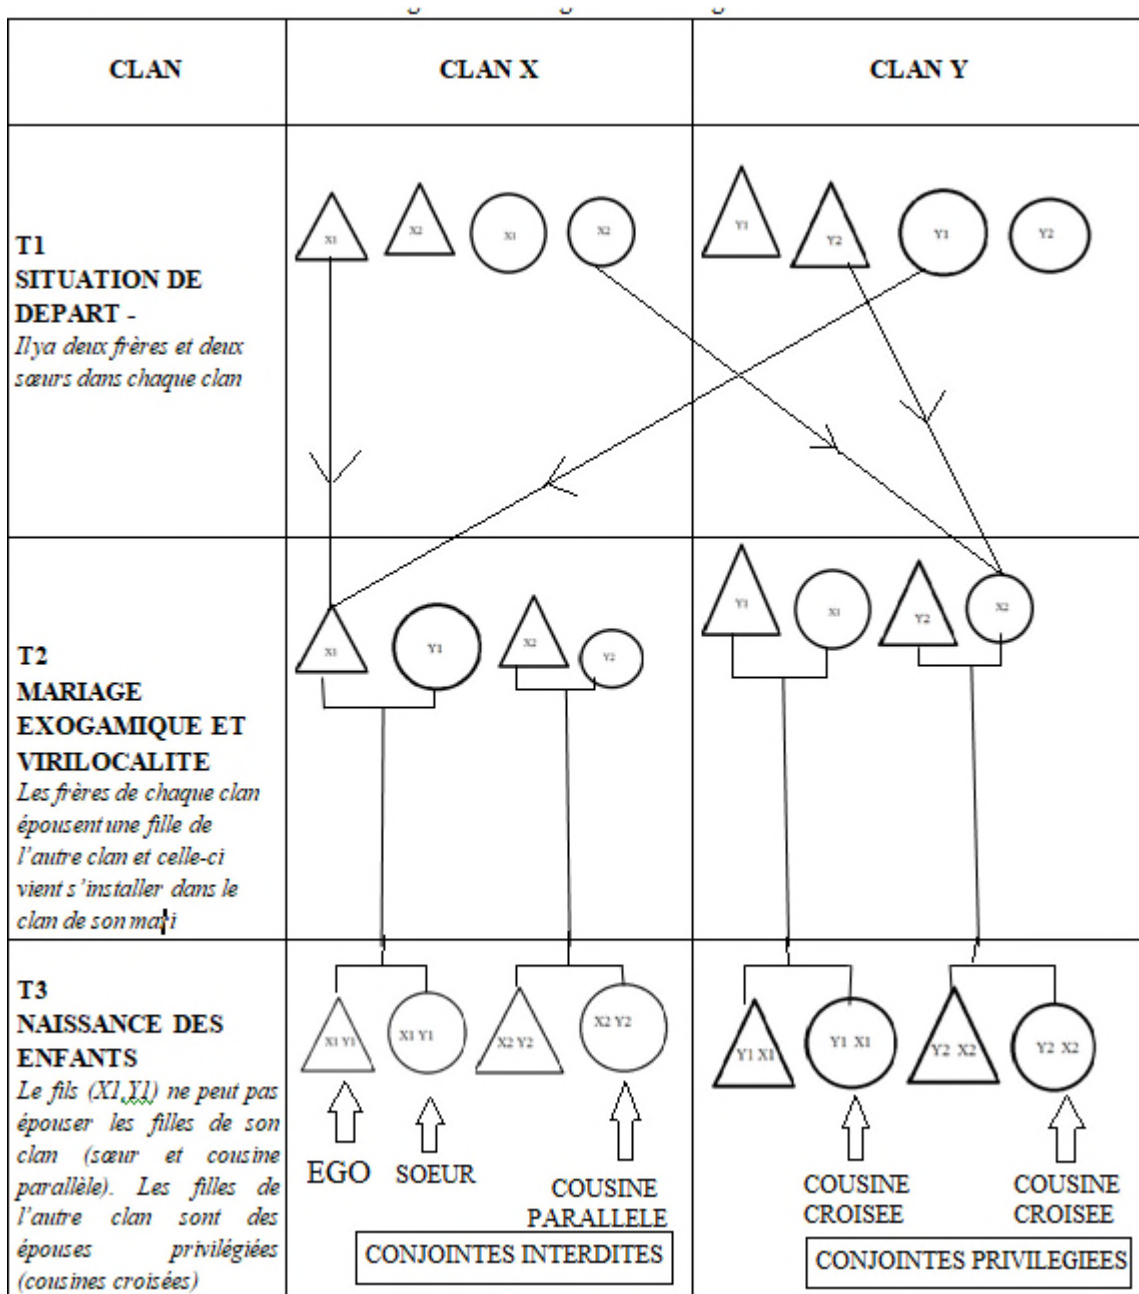 CLAN
CLAN X
CLAN Y
T1
SITUATION DE
DEPART -
Ilya deux frères et deux
sœurs dans chaque clan
X1
X2
X1
X2
Y1
Y2
Y1
Y2
T2
MARIAGE
EXOGAMIQUE ET
VIRILOCALITE
Les frères de chaque clan
épousent une fille de
l'autre clan et celle-ci
vient s'installer dans le
clan de son mari
X1
Y1
X2
Y2
Y1
X1
Y2
X2
T3
NAISSANCE DES
ENFANTS
Le fils (X1,Y1) ne peut pas
épouser les filles de son
clan (sœur et cousine
parallèle). Les filles de
l'autre clan sont des
épouses privilégiées
(cousines croisées)
X1 Y1
X1 Y1
X2 Y2
X2 Y2
Y1 X1
Y1 X1
Y2 X2
Y2 X2
EGO
SOEUR
COUSINE
PARALLELE
CONJOINTES INTERDITES
COUSINE
CROISEE
COUSINE
CROISEE
CONJOINTES PRIVILEGIEES